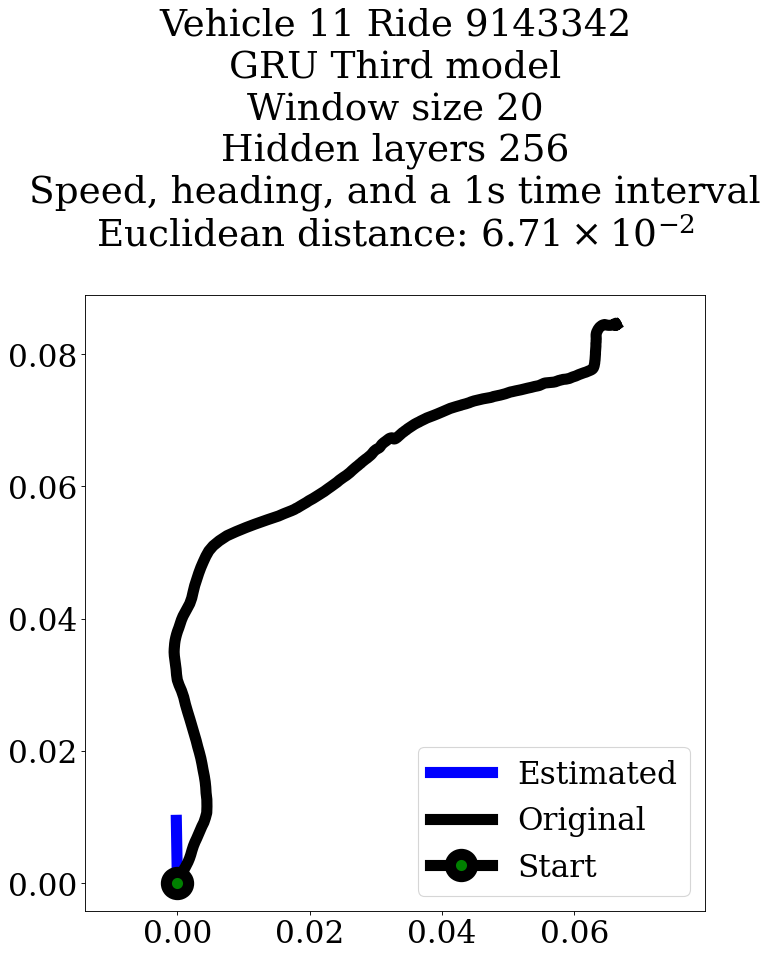 Vehicle 11 Ride 9143342
GRU Third model
Window size 20
Hidden layers 256
Speed, heading, and a 1s time interval
Euclidean distance: 6.71 × 10⁻²
0.08
0.06
0.04
0.02
0.00
Estimated
Original
Start
0.00 0.02 0.04 0.06